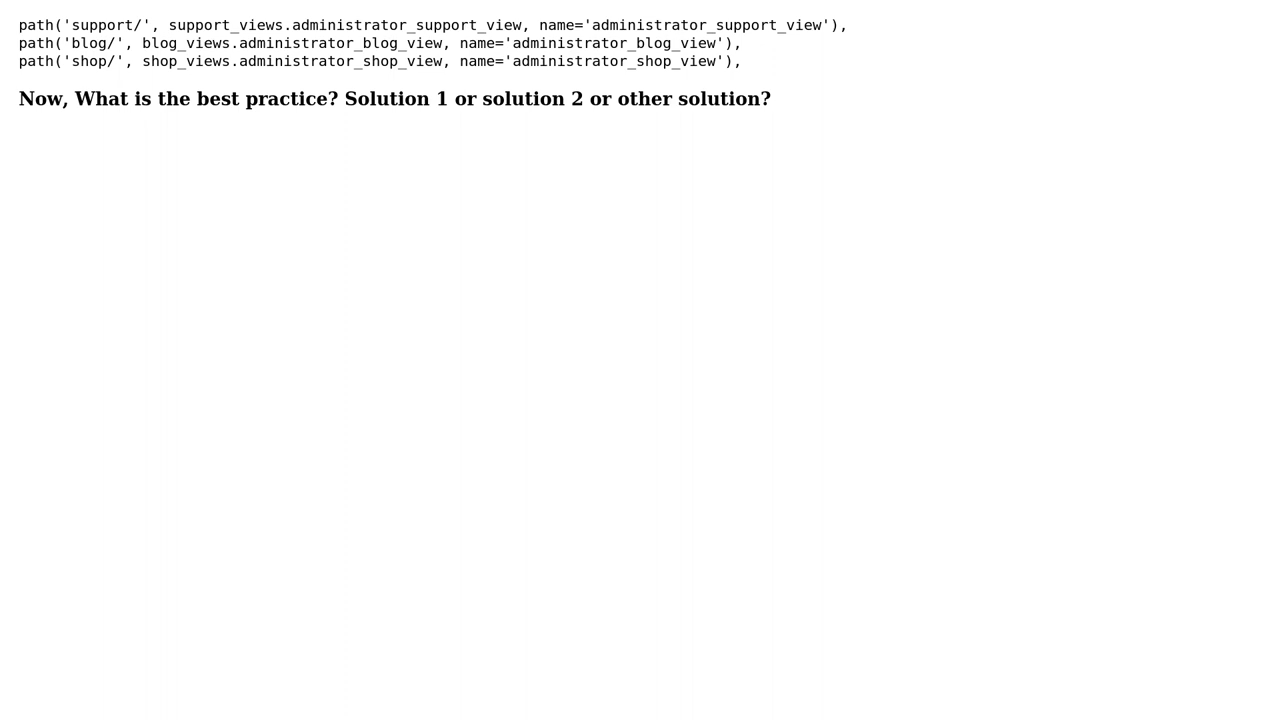 path('support/', support_views.administrator_support_view, name='administrator_support_view'),
path('blog/', blog_views.administrator_blog_view, name='administrator_blog_view'),
path('shop/', shop_views.administrator_shop_view, name='administrator_shop_view'),
Now, What is the best practice? Solution 1 or solution 2 or other solution?